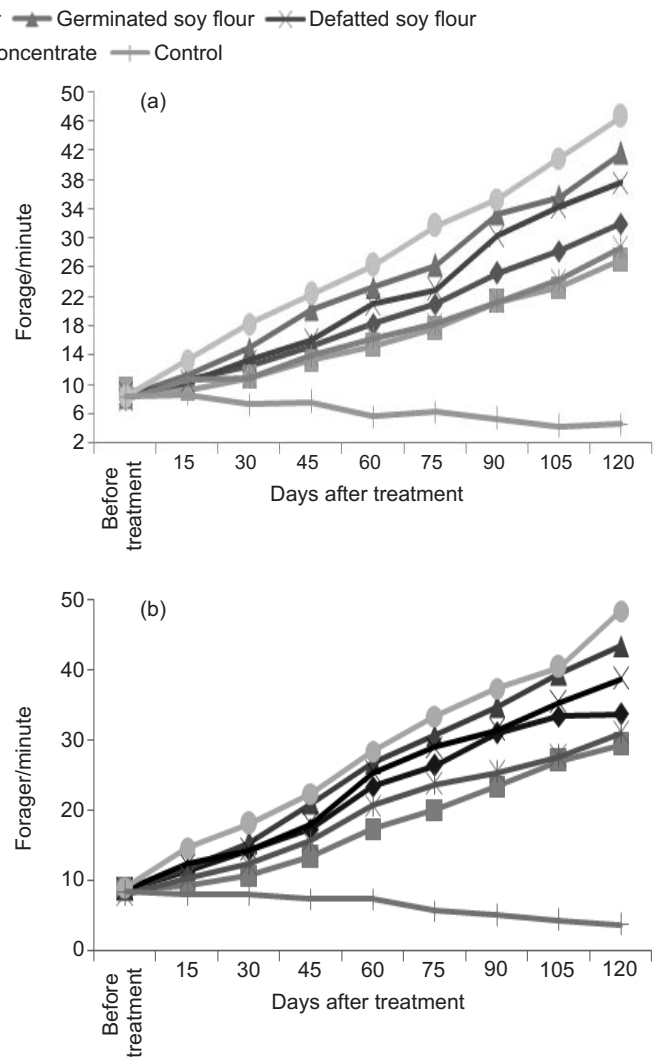 Germinated soy flour Defatted soy flour
oncentrate Control
(a)
50
46
42
38
34
30
26
22
18
14
10
6
2
Forage/minute
Before treatment 15 30 45 60 75 90 105 120
Days after treatment
(b)
50
40
30
20
10
0
Forager/minute
Before treatment 15 30 45 60 75 90 105 120
Days after treatment